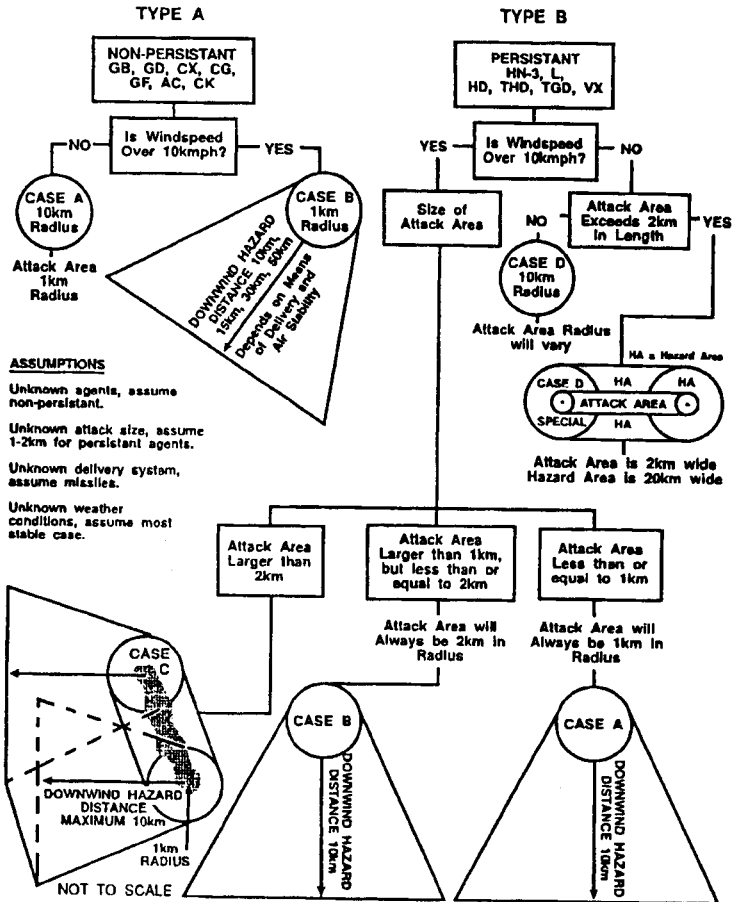 TYPE A
NON-PERSISTANT
GB, GD, CX, CG,
GF, AC, CK
Is Windspeed
Over 10kmph?
NO
YES
CASE A
10km
Radius
Attack Area
1km
Radius
CASE B
1km
Radius
DOWNWIND HAZARD
DISTANCE 10km,
15km, 30km, 50km
Depends on Means
of Delivery and
Air Stability
TYPE B
PERSISTANT
HN-3, L,
HD, THD, TGD, VX
Is Windspeed
Over 10kmph?
YES
NO
Size of
Attack Area
Attack Area
Exceeds 2km
in Length
NO
YES
CASE D
10km
Radius
Attack Area Radius
will vary
HA = Hazard Area
CASE D
HA
HA
ATTACK AREA
SPECIAL
HA
Attack Area is 2km wide
Hazard Area is 20km wide
ASSUMPTIONS
Unknown agents, assume
non-persistant.
Unknown attack size, assume
1-2km for persistant agents.
Unknown delivery system,
assume missiles.
Unknown weather
conditions, assume most
stable case.
Attack Area
Larger than
2km
Attack Area
Larger than 1km,
but less than or
equal to 2km
Attack Area
Less than or
equal to 1km
Attack Area will
Always be 2km in
Radius
Attack Area will
Always be 1km in
Radius
CASE
C
DOWNWIND HAZARD
DISTANCE
MAXIMUM 10km
1km
RADIUS
NOT TO SCALE
CASE B
DOWNWIND HAZARD
DISTANCE 10km
CASE A
DOWNWIND HAZARD
DISTANCE 10km